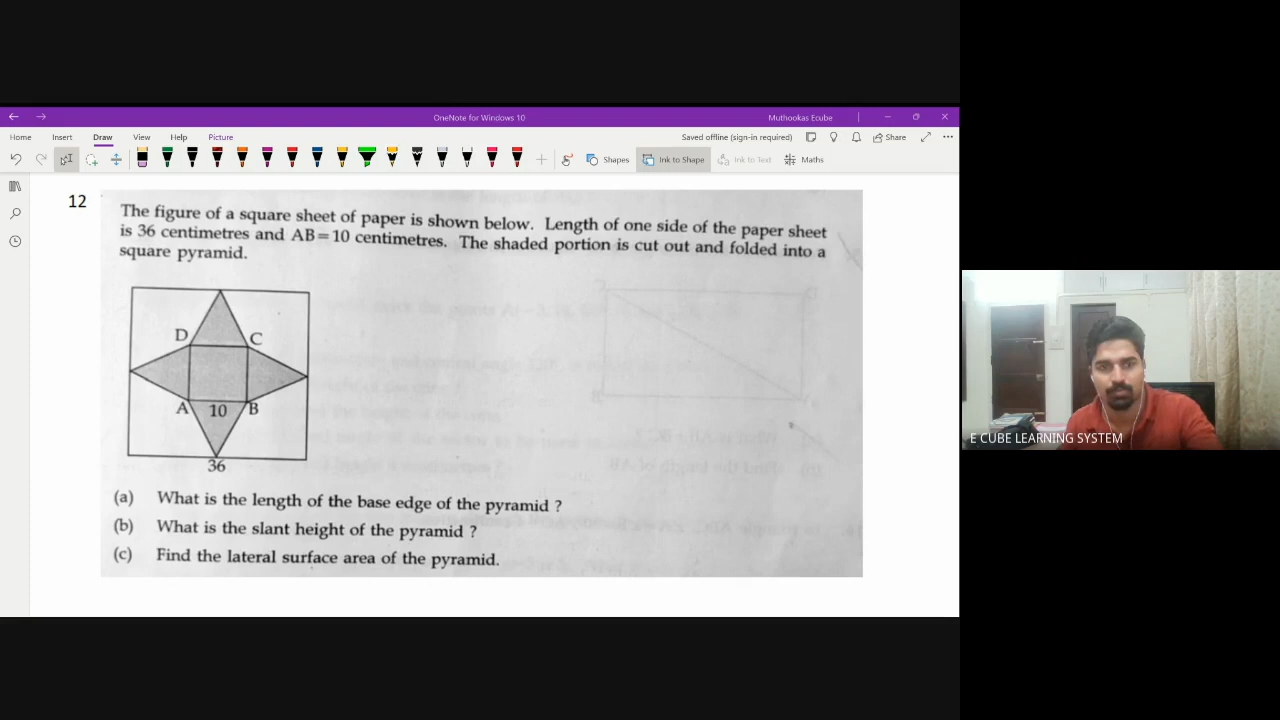 OneNote for Windows 10
Muthookas Ecube
Home Insert Draw View Help Picture
Saved offline (sign-in required)
Share
Shapes
Ink to Shape
Ink to Text
Maths
12
The figure of a square sheet of paper is shown below. Length of one side of the paper sheet
is 36 centimetres and AB=10 centimetres. The shaded portion is cut out and folded into a
square pyramid.
D C
A 10 B
36
(a) What is the length of the base edge of the pyramid ?
(b) What is the slant height of the pyramid ?
(c) Find the lateral surface area of the pyramid.
E CUBE LEARNING SYSTEM